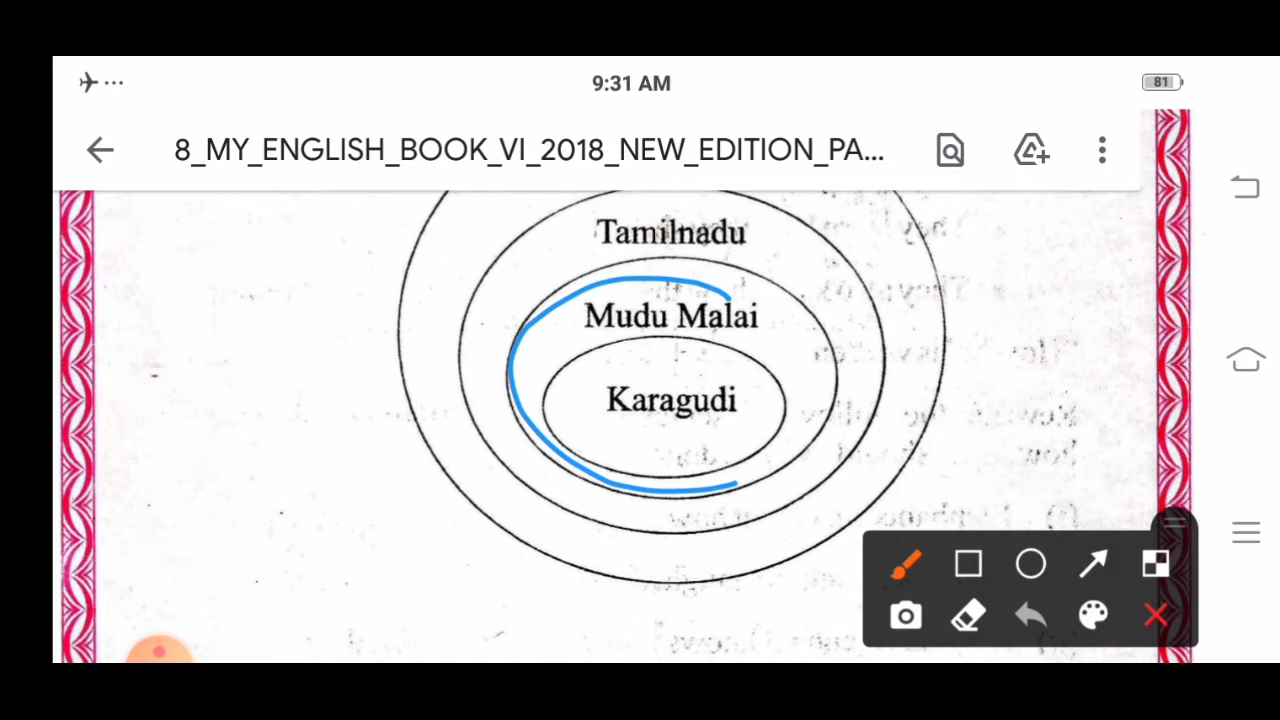 9:31 AM
81
8_MY_ENGLISH_BOOK_VI_2018_NEW_EDITION_PA...
Tamilnadu
Mudu Malai
Karagudi